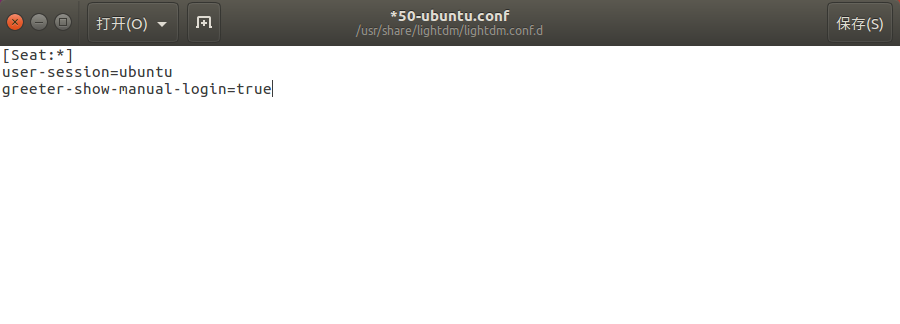 打开(O)
*50-ubuntu.conf
/usr/share/lightdm/lightdm.conf.d
保存(S)
[Seat:*]
user-session=ubuntu
greeter-show-manual-login=true